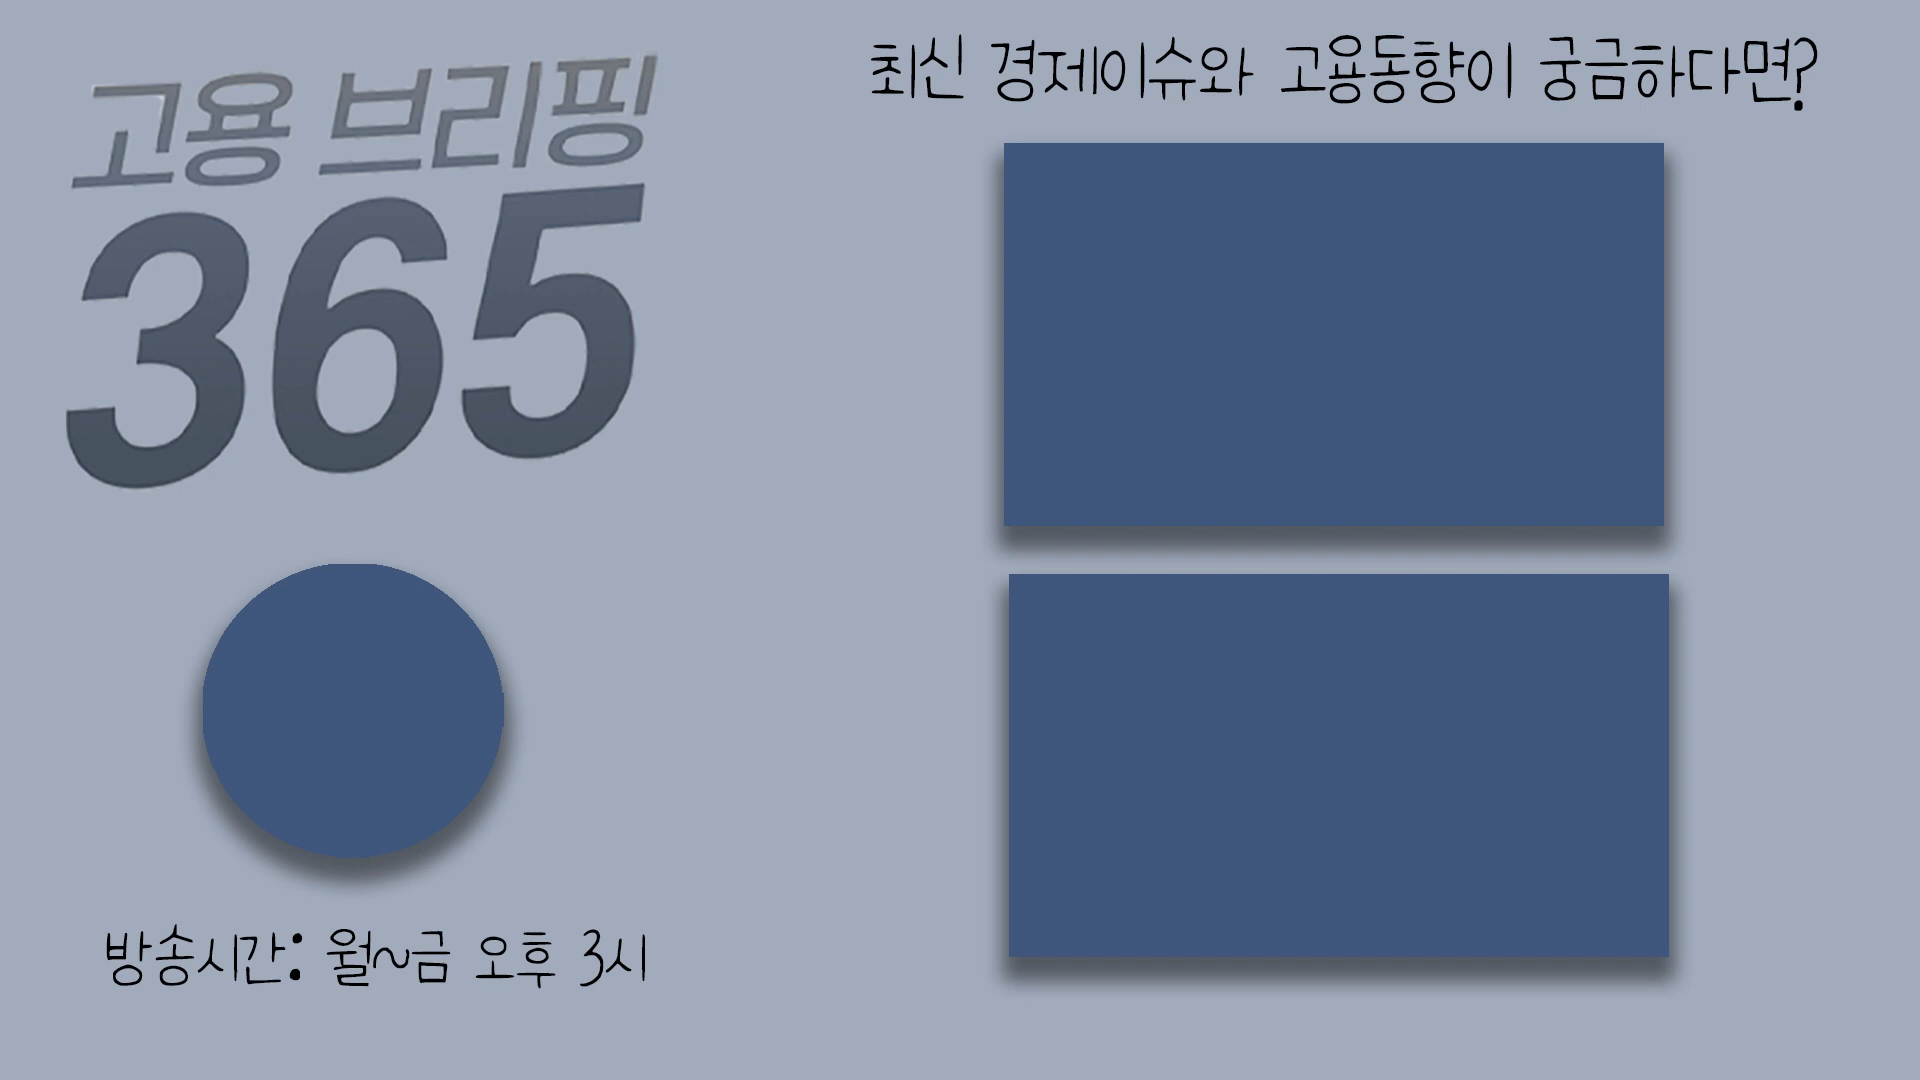 고용 브리핑
365
최신 경제이슈와 고용동향이 궁금하다면?
방송시간: 월~금 오후 3시